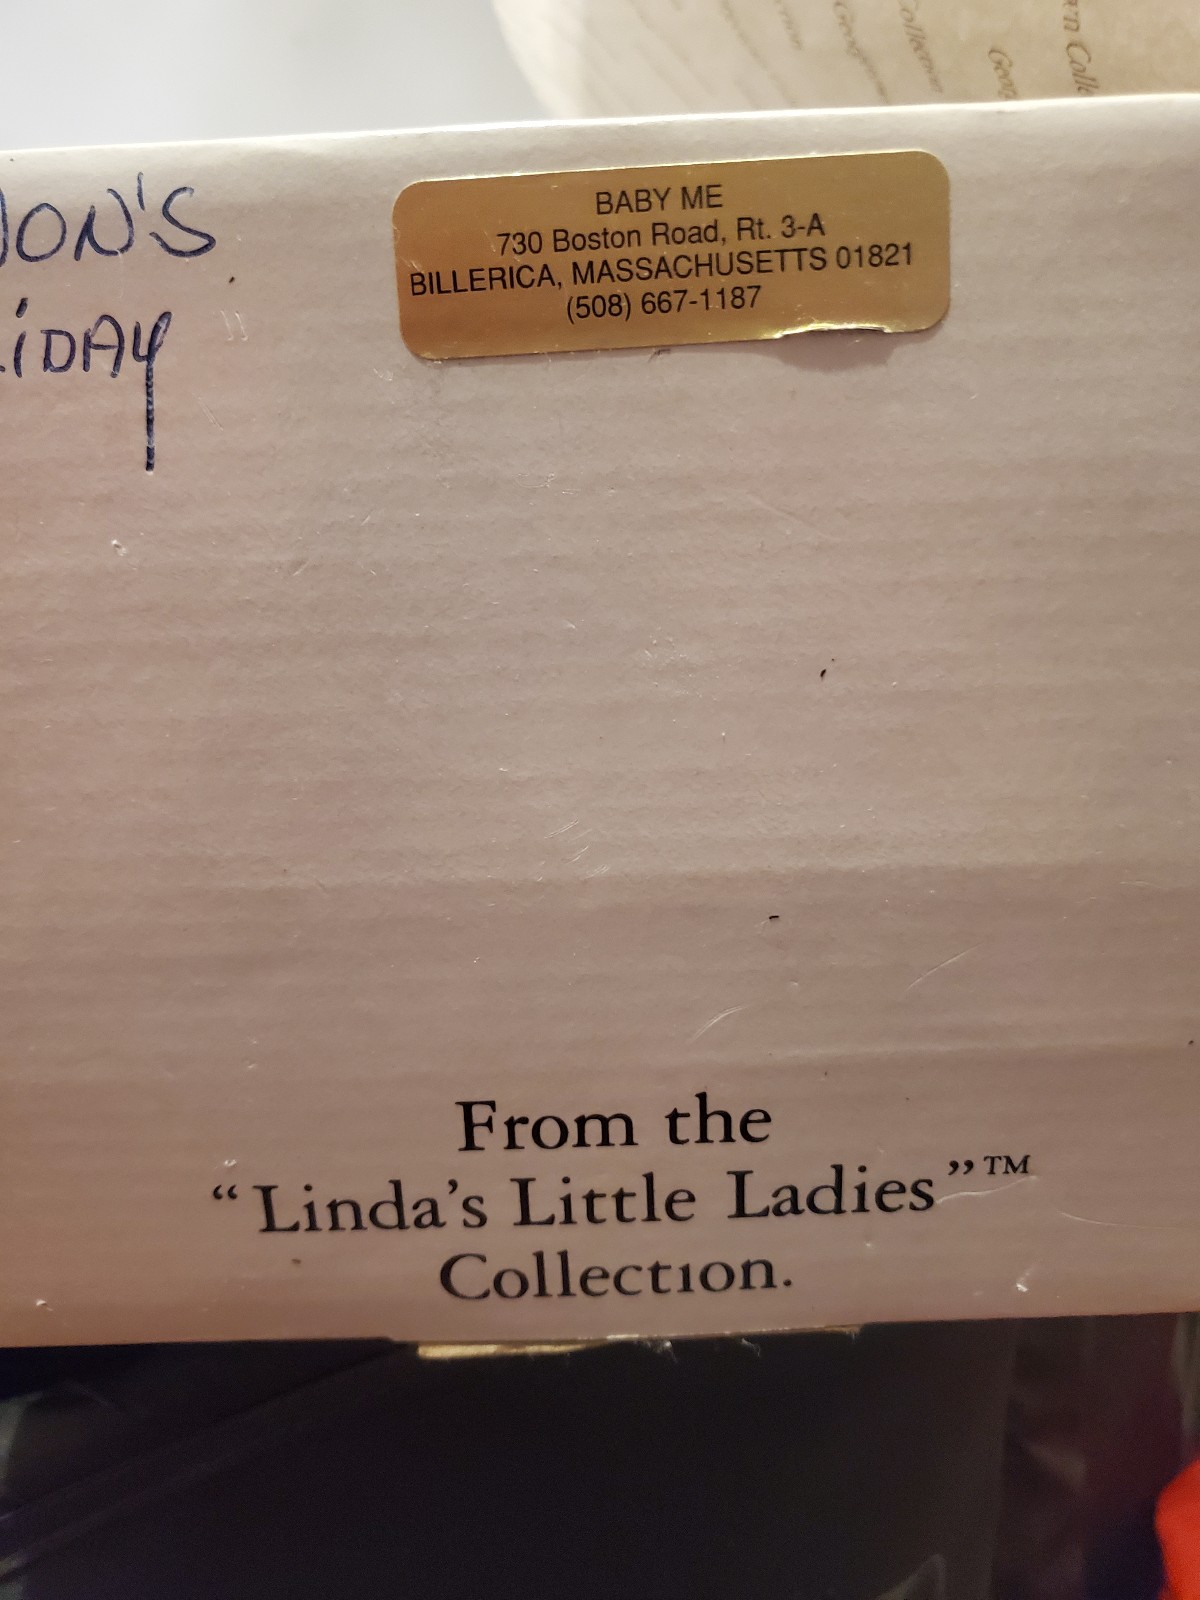 BABY ME
730 Boston Road, Rt. 3-A
BILLERICA, MASSACHUSETTS 01821
(508) 667-1187
ON'S
iDAY
From the
“Linda’s Little Ladies”™
Collection.
Collection